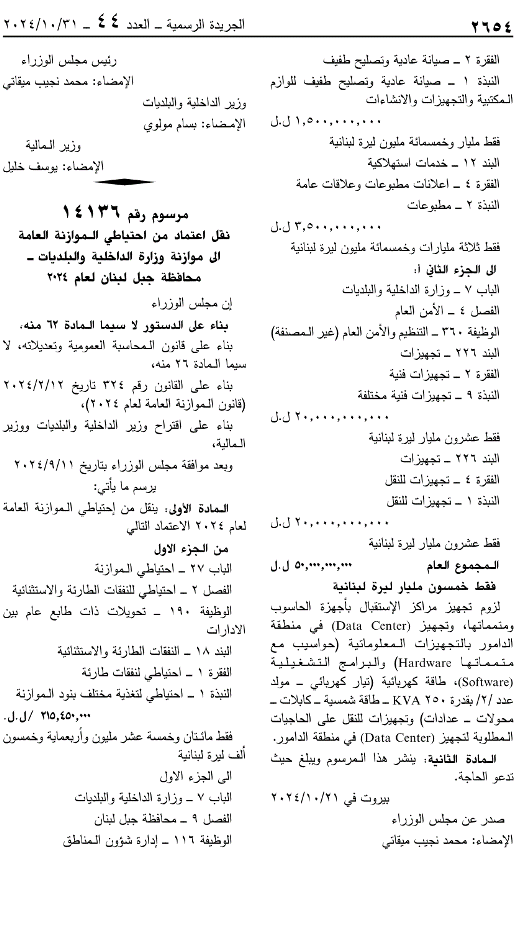 ٢٦٥٤
الجريدة الرسمية ـ العدد ٤٤ ـ ٢٠٢٤/١٠/٣١
الفقرة ٢ ـ صيانة عادية وتصليح طفيف
النبذة ١ ـ صيانة عادية وتصليح طفيف للوازم
المكتبية والتجهيزات والانشاءات
١,٥٠٠,٠٠٠,٠٠٠ ل.ل
فقط مليار وخمسمائة مليون ليرة لبنانية
البند ١٢ ـ خدمات استهلاكية
الفقرة ٤ ـ اعلانات مطبوعات وعلاقات عامة
النبذة ٢ ـ مطبوعات
٣,٥٠٠,٠٠٠,٠٠٠ ل.ل
فقط ثلاثة مليارات وخمسمائة مليون ليرة لبنانية
الى الجزء الثاني أ:
الباب ٧ ـ وزارة الداخلية والبلديات
الفصل ٤ ـ الأمن العام
الوظيفة ٣٦٠ ـ التنظيم والأمن العام (غير المصنفة)
البند ٢٢٦ ـ تجهيزات
الفقرة ٢ ـ تجهيزات فنية
النبذة ٩ ـ تجهيزات فنية مختلفة
٢٠,٠٠٠,٠٠٠,٠٠٠ ل.ل
فقط عشرون مليار ليرة لبنانية
البند ٢٢٦ ـ تجهيزات
الفقرة ٤ ـ تجهيزات للنقل
النبذة ١ ـ تجهيزات للنقل
٢٠,٠٠٠,٠٠٠,٠٠٠ ل.ل
فقط عشرون مليار ليرة لبنانية
المجموع العام ٥٠,٠٠٠,٠٠٠,٠٠٠ ل.ل
فقط خمسون مليار ليرة لبنانية
لزوم تجهيز مراكز الإستقبال بأجهزة الحاسوب
ومتمماتها، وتجهيز (Data Center) في منطقة
الدامور بالتجهيزات المعلوماتية (حواسيب مع
متمماتها Hardware) والبرامج التشغيلية
(Software)، طاقة كهربائية (تيار كهربائي ـ مولد
عدد /٢/ بقدرة ٢٥٠ KVA ـ طاقة شمسية ـ كابلات ـ
محولات ـ عدادات) وتجهيزات للنقل على الحاجيات
المطلوبة لتجهيز (Data Center) في منطقة الدامور.
المادة الثانية: ينشر هذا المرسوم ويبلغ حيث
تدعو الحاجة.
بيروت في ٢٠٢٤/١٠/٢١
صدر عن مجلس الوزراء
الإمضاء: محمد نجيب ميقاتي
رئيس مجلس الوزراء
الإمضاء: محمد نجيب ميقاتي
وزير الداخلية والبلديات
الإمضاء: بسام مولوي
وزير المالية
الإمضاء: يوسف خليل
مرسوم رقم ١٤١٣٦
نقل اعتماد من احتياطي الموازنة العامة
الى موازنة وزارة الداخلية والبلديات ـ
محافظة جبل لبنان لعام ٢٠٢٤
إن مجلس الوزراء
بناء على الدستور لا سيما المادة ٦٢ منه،
بناء على قانون المحاسبة العمومية وتعديلاته، لا
سيما المادة ٢٦ منه،
بناء على القانون رقم ٣٢٤ تاريخ ٢٠٢٤/٢/١٢
(قانون الموازنة العامة لعام ٢٠٢٤)،
بناء على اقتراح وزير الداخلية والبلديات ووزير
المالية،
وبعد موافقة مجلس الوزراء بتاريخ ٢٠٢٤/٩/١١
يرسم ما يأتي:
المادة الأولى: ينقل من إحتياطي الموازنة العامة
لعام ٢٠٢٤ الاعتماد التالي
من الجزء الاول
الباب ٢٧ ـ احتياطي الموازنة
الفصل ٢ ـ احتياطي للنفقات الطارئة والاستثنائية
الوظيفة ١٩٠ ـ تحويلات ذات طابع عام بين
الادارات
البند ١٨ ـ النفقات الطارئة والاستثنائية
الفقرة ١ ـ احتياطي لنفقات طارئة
النبذة ١ ـ احتياطي لتغذية مختلف بنود الموازنة
٢١٥,٤٥٠,٠٠٠ /ل.ل.
فقط مائتان وخمسة عشر مليون وأربعماية وخمسون
ألف ليرة لبنانية
الى الجزء الاول
الباب ٧ ـ وزارة الداخلية والبلديات
الفصل ٩ ـ محافظة جبل لبنان
الوظيفة ١١٦ ـ إدارة شؤون المناطق